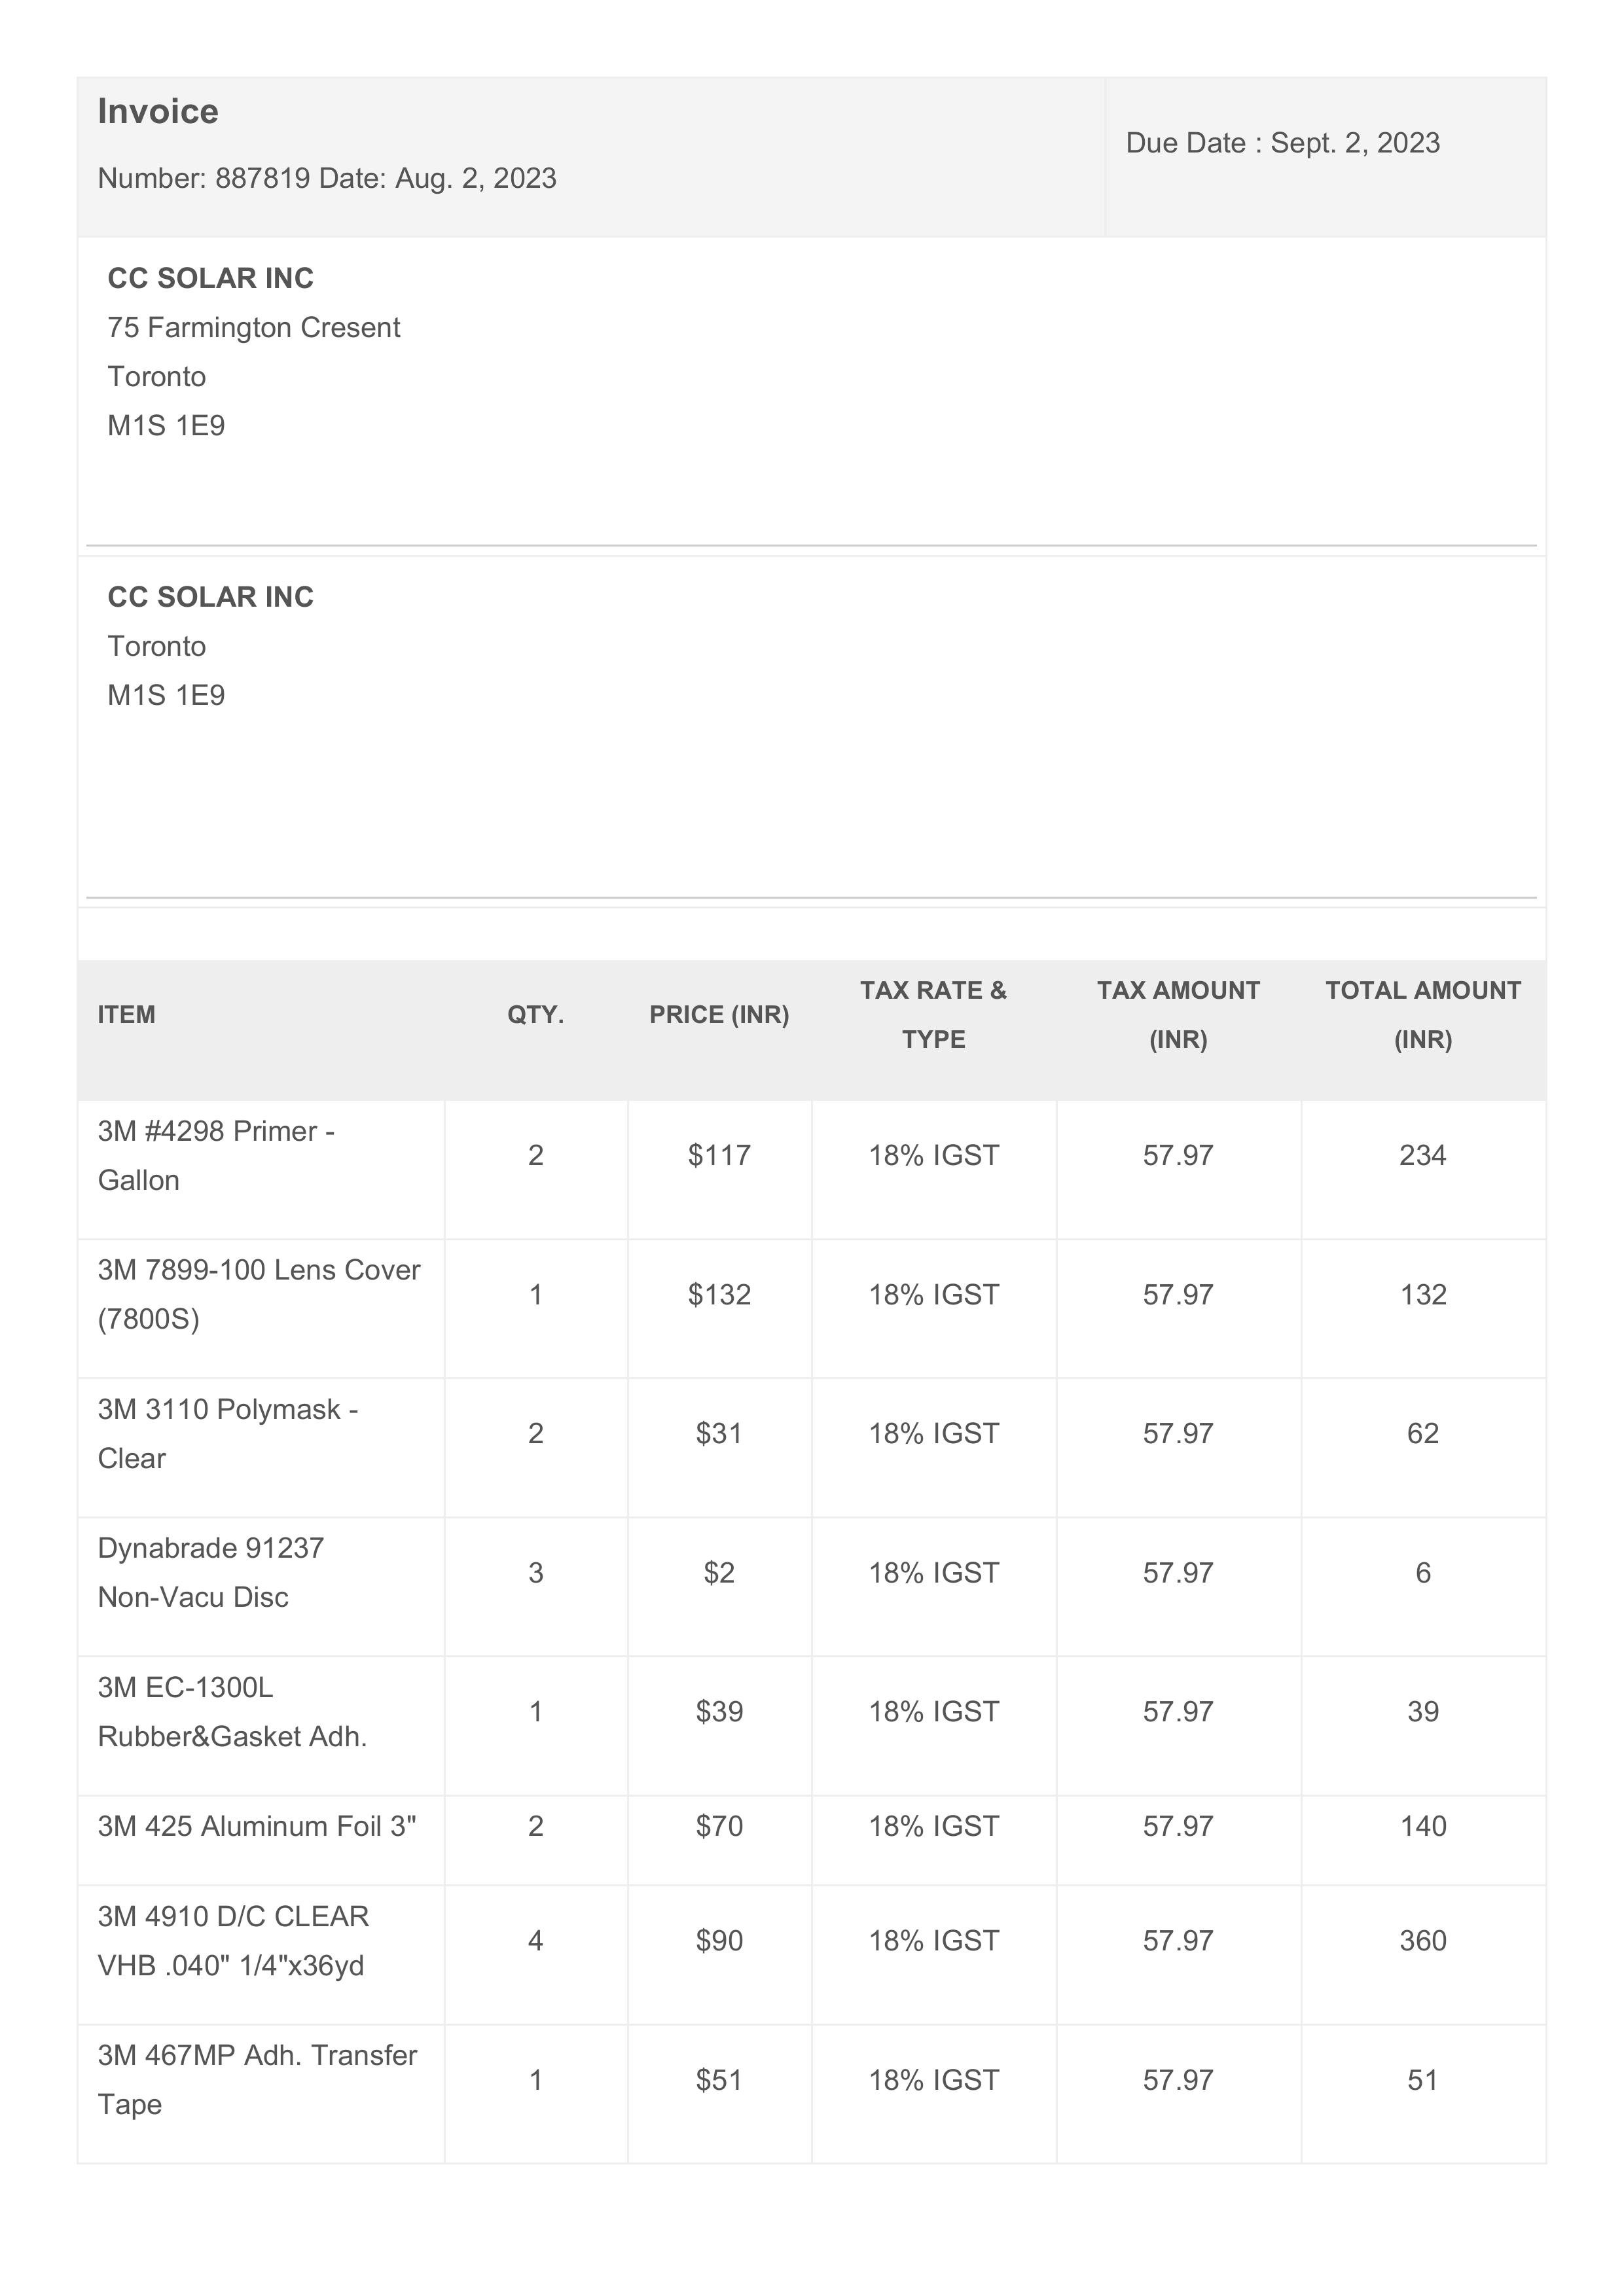 Invoice
Number: 887819 Date: Aug. 2, 2023
Due Date : Sept. 2, 2023
CC SOLAR INC
75 Farmington Cresent
Toronto
M1S 1E9
CC SOLAR INC
Toronto
M1S 1E9
ITEM QTY. PRICE (INR) TAX RATE & TYPE TAX AMOUNT (INR) TOTAL AMOUNT (INR)
3M #4298 Primer - Gallon 2 $117 18% IGST 57.97 234
3M 7899-100 Lens Cover (7800S) 1 $132 18% IGST 57.97 132
3M 3110 Polymask - Clear 2 $31 18% IGST 57.97 62
Dynabrade 91237 Non-Vacu Disc 3 $2 18% IGST 57.97 6
3M EC-1300L Rubber&Gasket Adh. 1 $39 18% IGST 57.97 39
3M 425 Aluminum Foil 3" 2 $70 18% IGST 57.97 140
3M 4910 D/C CLEAR VHB .040" 1/4"x36yd 4 $90 18% IGST 57.97 360
3M 467MP Adh. Transfer Tape 1 $51 18% IGST 57.97 51